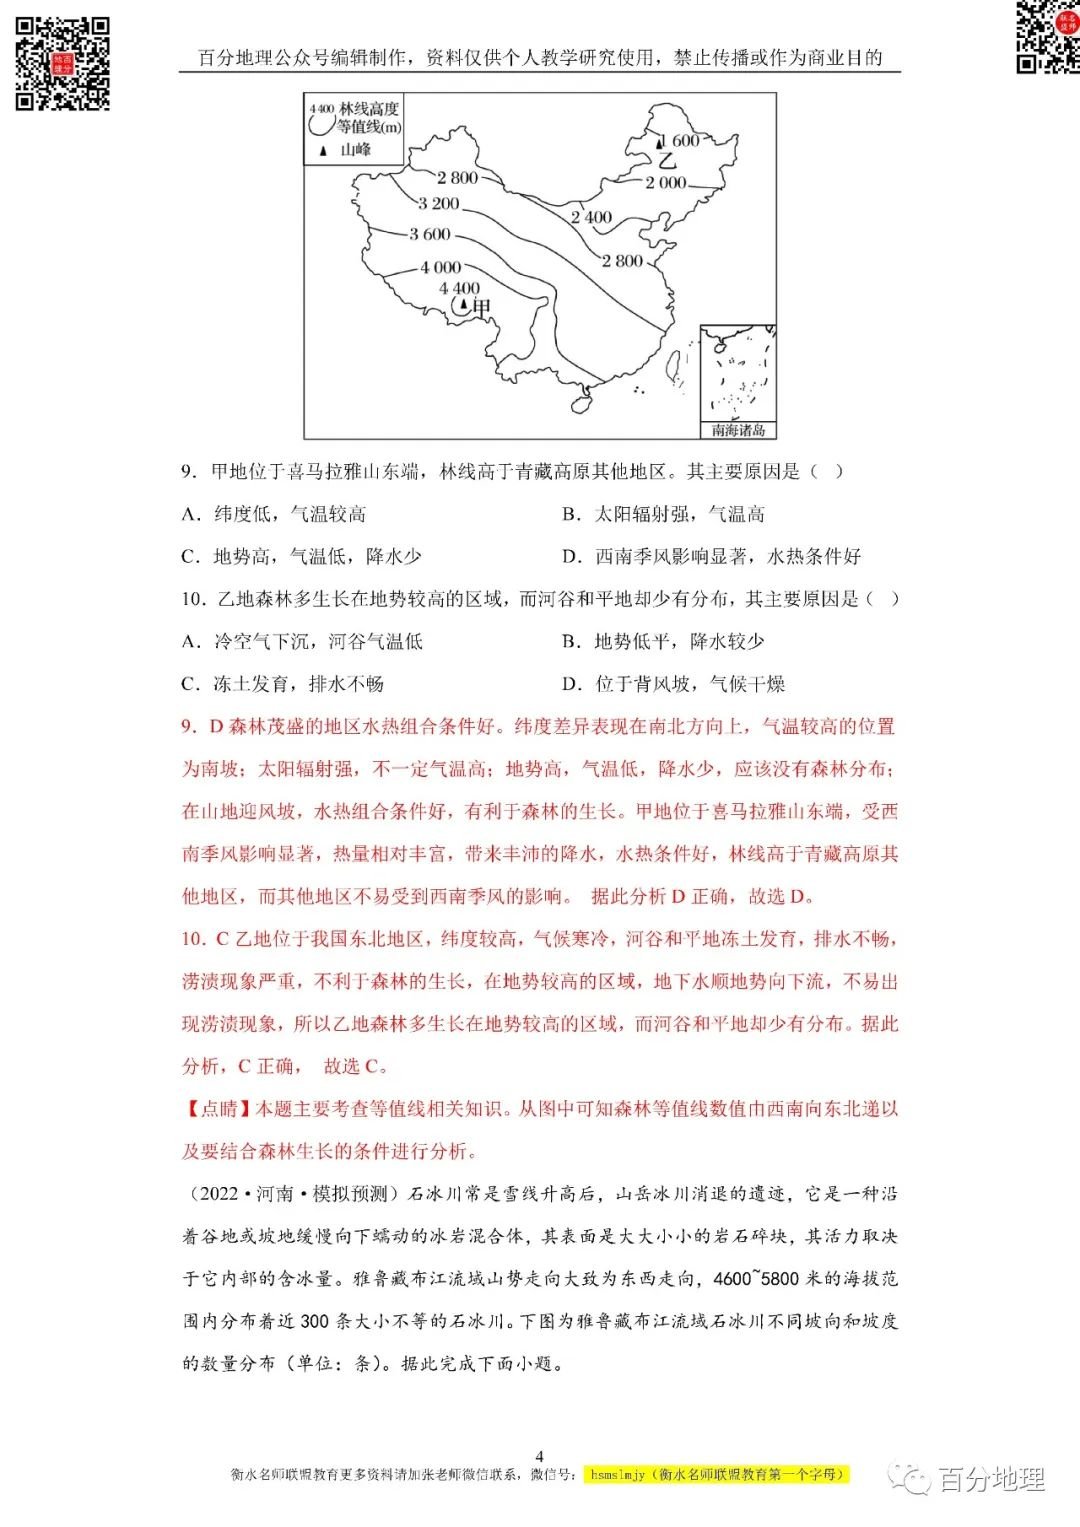 百分地理公众号编辑制作，资料仅供个人教学研究使用，禁止传播或作为商业目的
4 400 林线高度
等值线(m)
▲ 山峰
1 600
乙
2 800
2 000
3 200
2 400
3 600
2 800
4 000
4 400
甲
南海诸岛
9．甲地位于喜马拉雅山东端，林线高于青藏高原其他地区。其主要原因是（ ）
A．纬度低，气温较高 B．太阳辐射强，气温高
C．地势高，气温低，降水少 D．西南季风影响显著，水热条件好
10．乙地森林多生长在地势较高的区域，而河谷和平地却少有分布，其主要原因是（ ）
A．冷空气下沉，河谷气温低 B．地势低平，降水较少
C．冻土发育，排水不畅 D．位于背风坡，气候干燥
9．D 森林茂盛的地区水热组合条件好。纬度差异表现在南北方向上，气温较高的位置
为南坡；太阳辐射强，不一定气温高；地势高，气温低，降水少，应该没有森林分布；
在山地迎风坡，水热组合条件好，有利于森林的生长。甲地位于喜马拉雅山东端，受西
南季风影响显著，热量相对丰富，带来丰沛的降水，水热条件好，林线高于青藏高原其
他地区，而其他地区不易受到西南季风的影响。 据此分析 D 正确，故选 D。
10．C 乙地位于我国东北地区，纬度较高，气候寒冷，河谷和平地冻土发育，排水不畅，
涝渍现象严重，不利于森林的生长，在地势较高的区域，地下水顺地势向下流，不易出
现涝渍现象，所以乙地森林多生长在地势较高的区域，而河谷和平地却少有分布。据此
分析，C 正确， 故选 C。
【点睛】本题主要考查等值线相关知识。从图中可知森林等值线数值由西南向东北递以
及要结合森林生长的条件进行分析。
（2022·河南·模拟预测）石冰川常是雪线升高后，山岳冰川消退的遗迹，它是一种沿
着谷地或坡地缓慢向下蠕动的冰岩混合体，其表面是大大小小的岩石碎块，其活力取决
于它内部的含冰量。雅鲁藏布江流域山势走向大致为东西走向，4600~5800 米的海拔范
围内分布着近 300 条大小不等的石冰川。下图为雅鲁藏布江流域石冰川不同坡向和坡度
的数量分布（单位：条）。据此完成下面小题。
4
衡水名师联盟教育更多资料请加张老师微信联系，微信号： hsmslmjy（衡水名师联盟教育第一个字母）
百分地理